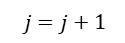 j = j + 1